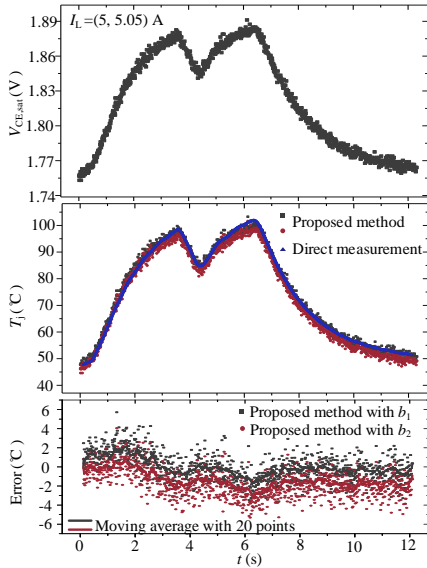 I_L=(5, 5.05) A
1.89
1.86
1.83
1.80
1.77
1.74
V_CE,sat (V)
100
90
80
70
60
50
40
T_j (℃)
Proposed method
Direct measurement
6
4
2
0
-2
-4
-6
Error (℃)
Proposed method with b_1
Proposed method with b_2
Moving average with 20 points
0 2 4 6 8 10 12
t (s)